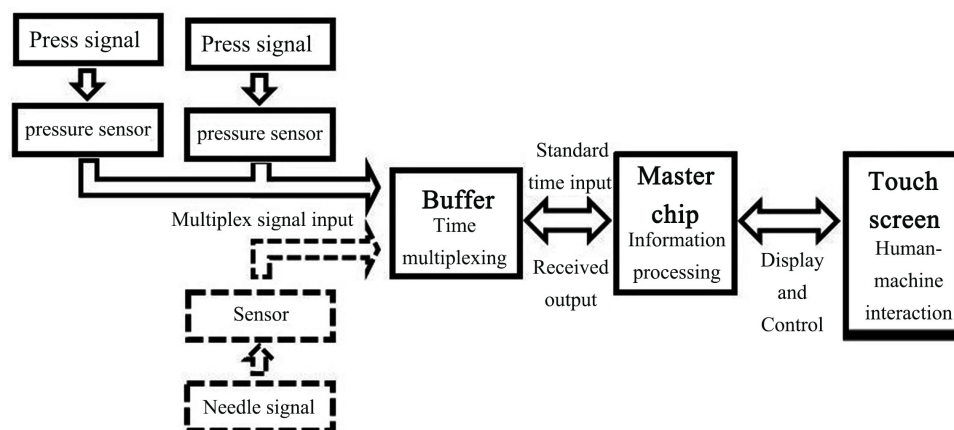 Press signal
Press signal
pressure sensor
pressure sensor
Multiplex signal input
Sensor
Needle signal
Buffer
Time
multiplexing
Standard
time input
Received
output
Master
chip
Information
processing
Display
and
Control
Touch
screen
Human-
machine
interaction